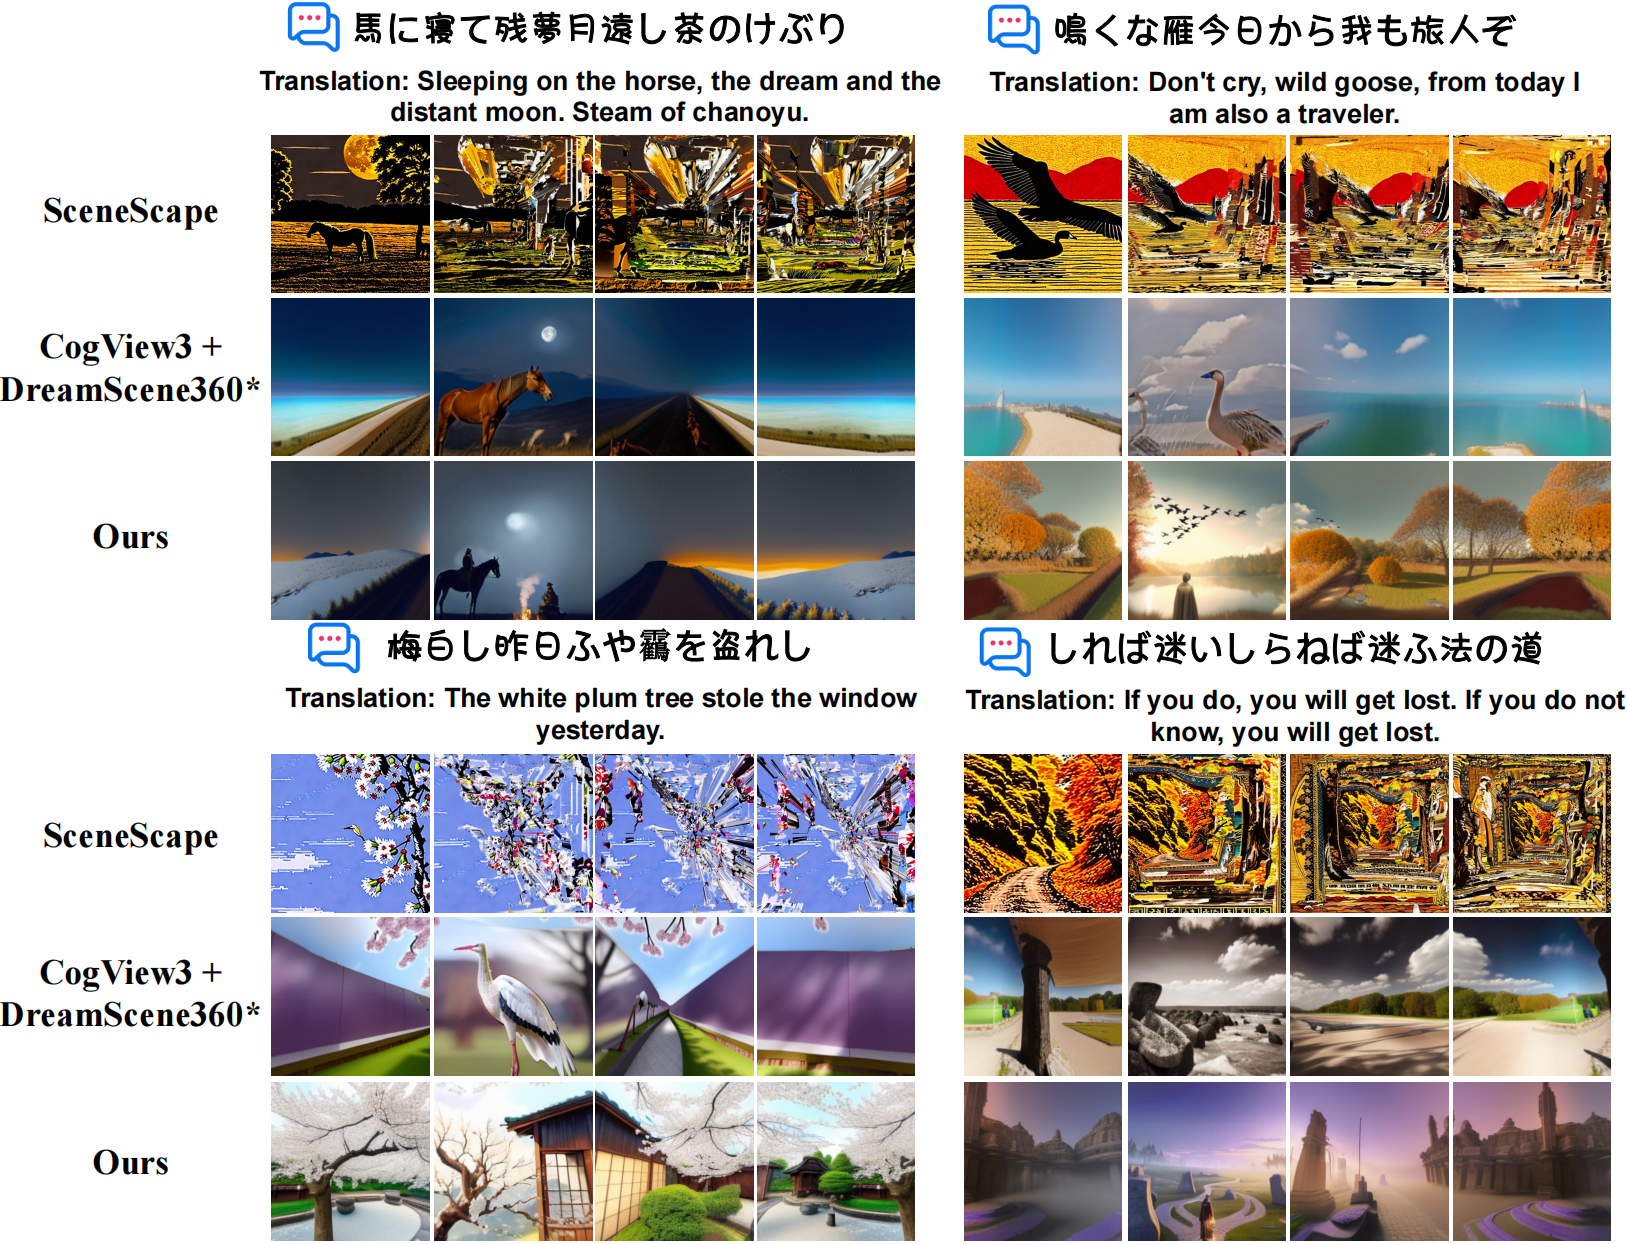 馬に寝て残夢月遠し茶のけぶり
Translation: Sleeping on the horse, the dream and the
distant moon. Steam of chanoyu.
鳴くな雁今日から我も旅人ぞ
Translation: Don't cry, wild goose, from today I
am also a traveler.
SceneScape
CogView3 +
DreamScene360*
Ours
梅白し昨日ふや靏を盗れし
Translation: The white plum tree stole the window
yesterday.
しれば迷いしらねば迷ふ法の道
Translation: If you do, you will get lost. If you do not
know, you will get lost.
SceneScape
CogView3 +
DreamScene360*
Ours